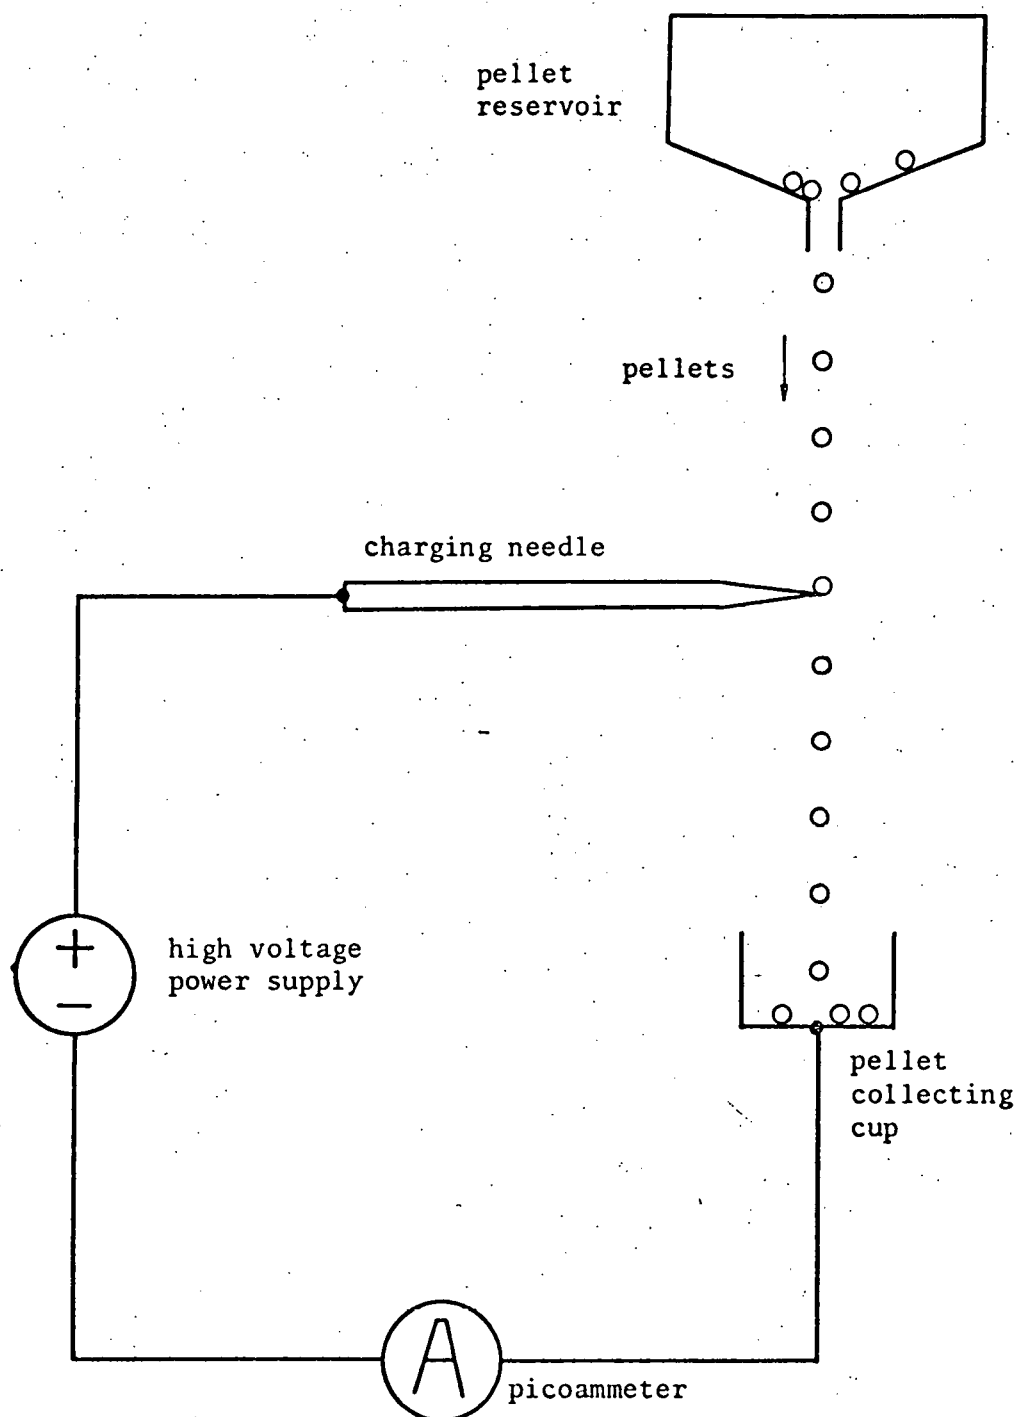 pellet
reservoir
pellets
charging needle
+
−
high voltage
power supply
pellet
collecting
cup
A
picoammeter